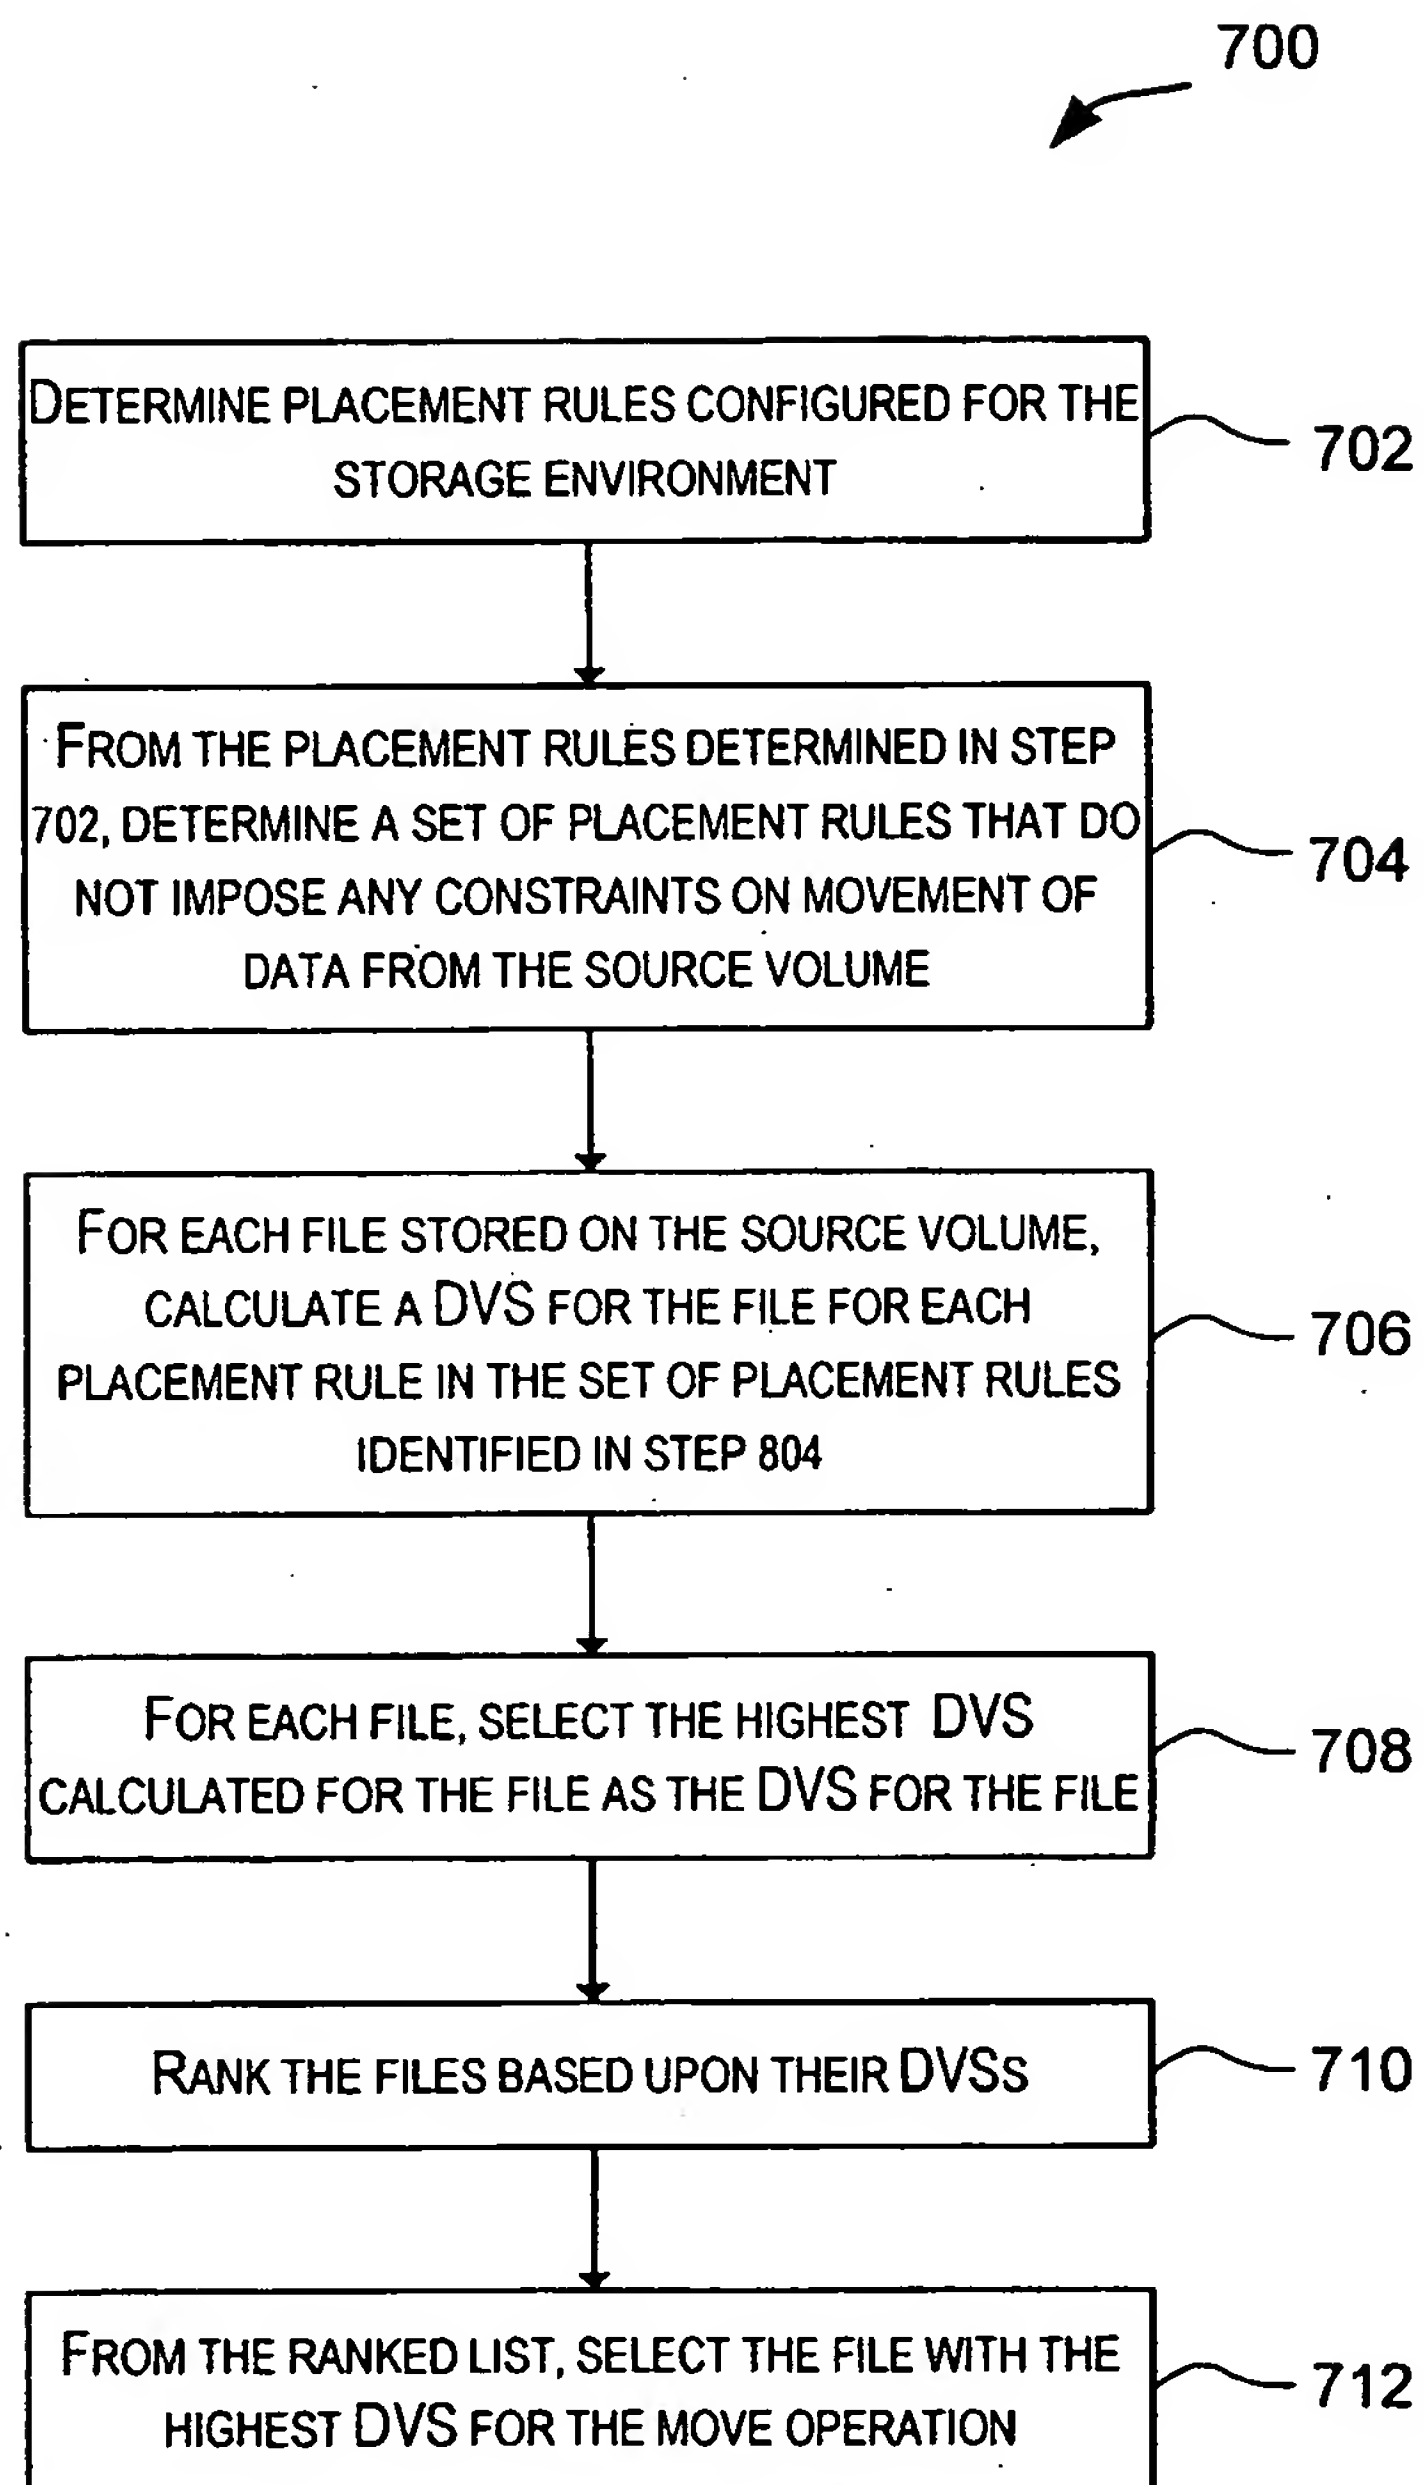 700
DETERMINE PLACEMENT RULES CONFIGURED FOR THE
STORAGE ENVIRONMENT
702
FROM THE PLACEMENT RULES DETERMINED IN STEP
702, DETERMINE A SET OF PLACEMENT RULES THAT DO
NOT IMPOSE ANY CONSTRAINTS ON MOVEMENT OF
DATA FROM THE SOURCE VOLUME
704
FOR EACH FILE STORED ON THE SOURCE VOLUME,
CALCULATE A DVS FOR THE FILE FOR EACH
PLACEMENT RULE IN THE SET OF PLACEMENT RULES
IDENTIFIED IN STEP 804
706
FOR EACH FILE, SELECT THE HIGHEST DVS
CALCULATED FOR THE FILE AS THE DVS FOR THE FILE
708
RANK THE FILES BASED UPON THEIR DVSS
710
FROM THE RANKED LIST, SELECT THE FILE WITH THE
HIGHEST DVS FOR THE MOVE OPERATION
712